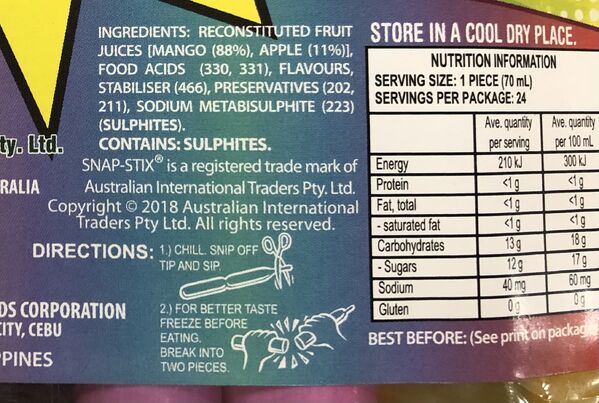 INGREDIENTS: RECONSTITUTED FRUIT
JUICES [MANGO (88%), APPLE (11%)],
FOOD ACIDS (330, 331), FLAVOURS,
STABILISER (466), PRESERVATIVES (202,
211), SODIUM METABISULPHITE (223)
(SULPHITES).
CONTAINS: SULPHITES.
SNAP-STIX® is a registered trade mark of
Australian International Traders Pty. Ltd.
Copyright © 2018 Australian International
Traders Pty Ltd. All rights reserved.
ty. Ltd.
RALIA
DS CORPORATION
CITY, CEBU
PPINES
DIRECTIONS: 1.) CHILL. SNIP OFF
TIP AND SIP.
2.) FOR BETTER TASTE
FREEZE BEFORE
EATING.
BREAK INTO
TWO PIECES.
STORE IN A COOL DRY PLACE.
NUTRITION INFORMATION
SERVING SIZE: 1 PIECE (70 mL)
SERVINGS PER PACKAGE: 24
Ave. quantity per serving Ave. quantity per 100 mL
Energy 210 kJ 300 kJ
Protein <1 g <1 g
Fat, total <1 g <1 g
- saturated fat <1 g <1 g
Carbohydrates 13 g 18 g
- Sugars 12 g 17 g
Sodium 40 mg 60 mg
Gluten 0 g 0 g
BEST BEFORE: (See print on package